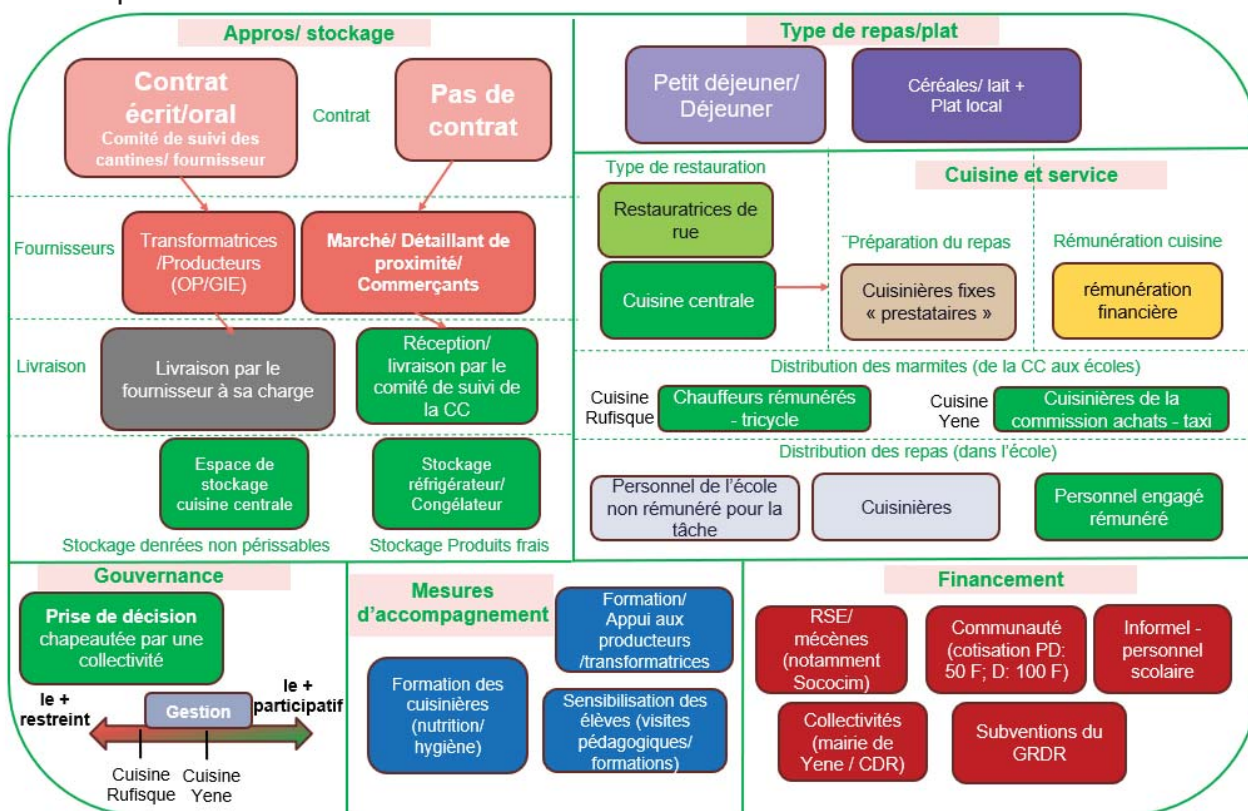 Appros/ stockage
Contrat
écrit/oral
Comité de suivi des
cantines/ fournisseur
Contrat
Pas de
contrat
Fournisseurs
Transformatrices
/Producteurs
(OP/GIE)
Marché/ Détaillant de
proximité/
Commerçants
Livraison
Livraison par le
fournisseur à sa charge
Réception/
livraison par le
comité de suivi de
la CC
Espace de
stockage
cuisine centrale
Stockage
réfrigérateur/
Congélateur
Stockage denrées non périssables
Stockage Produits frais
Type de repas/plat
Petit déjeuner/
Déjeuner
Céréales/ lait +
Plat local
Type de restauration
Cuisine et service
Restauratrices de
rue
Cuisine centrale
¨Préparation du repas
Cuisinières fixes
« prestataires »
Rémunération cuisine
rémunération
financière
Distribution des marmites (de la CC aux écoles)
Cuisine
Rufisque
Chauffeurs rémunérés
- tricycle
Cuisine
Yene
Cuisinières de la
commission achats - taxi
Distribution des repas (dans l'école)
Personnel de l'école
non rémunéré pour la
tâche
Cuisinières
Personnel engagé
rémunéré
Gouvernance
Prise de décision
chapeautée par une
collectivité
le +
restreint
Gestion
le +
participatif
Cuisine
Rufisque
Cuisine
Yene
Mesures
d'accompagnement
Formation/
Appui aux
producteurs
/transformatrices
Formation des
cuisinières
(nutrition/
hygiène)
Sensibilisation des
élèves (visites
pédagogiques/
formations)
Financement
RSE/
mécènes
(notamment
Sococim)
Communauté
(cotisation PD:
50 F; D: 100 F)
Informel -
personnel
scolaire
Collectivités
(mairie de
Yene / CDR)
Subventions du
GRDR